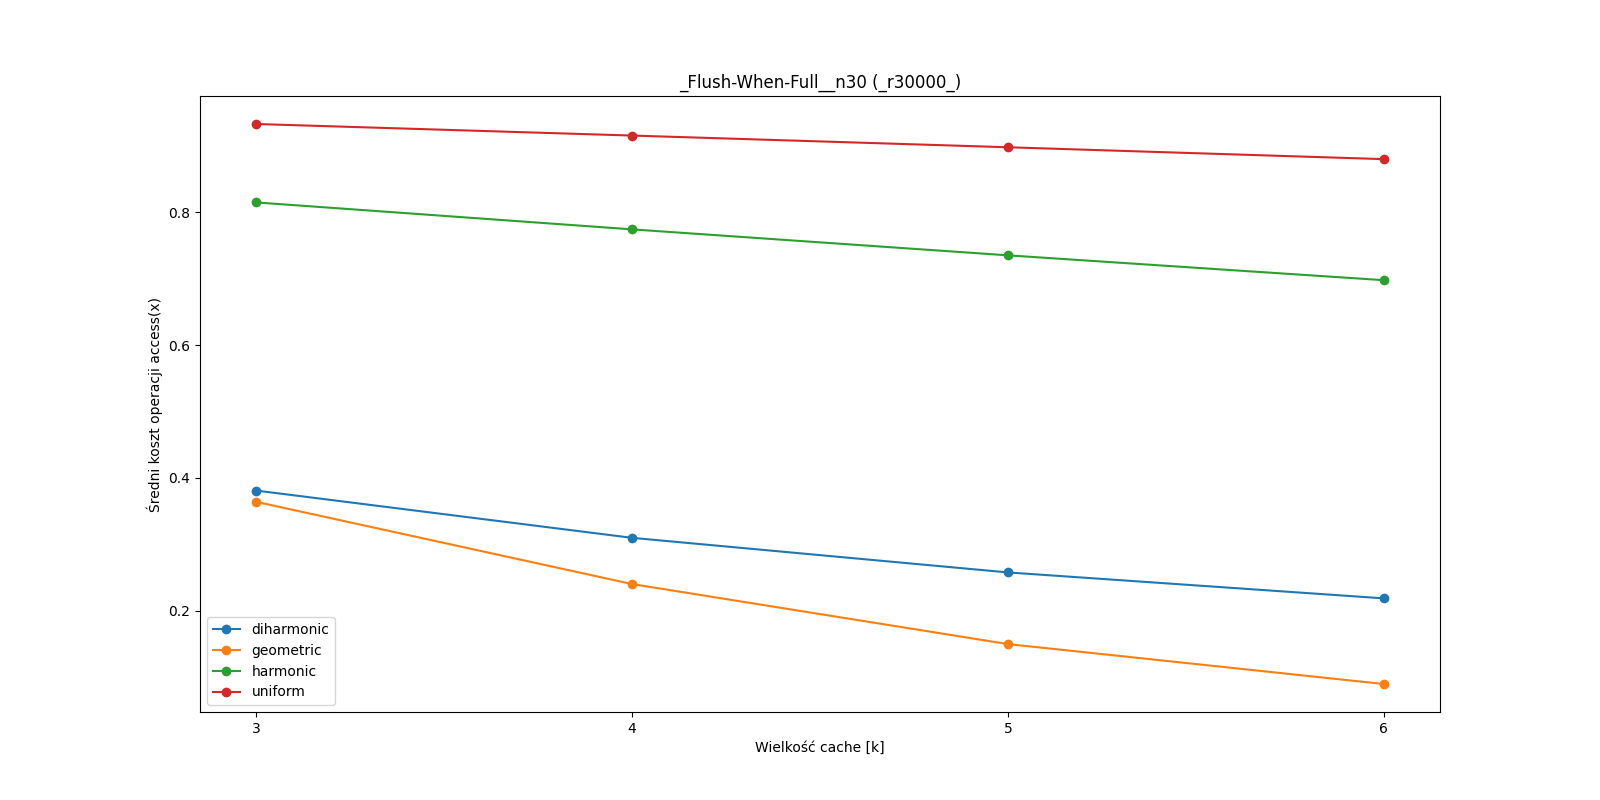 _Flush-When-Full__n30 (_r30000_)
Średni koszt operacji access(x)
0.8
0.6
0.4
0.2
diharmonic
geometric
harmonic
uniform
3 4 5 6
Wielkość cache [k]